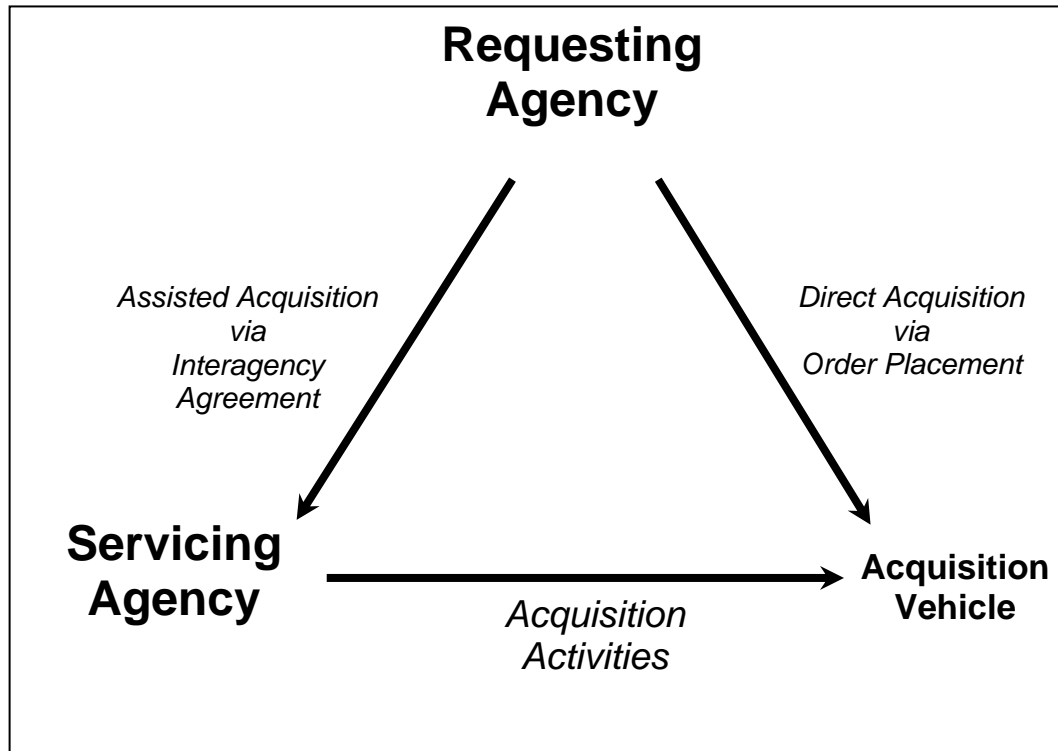 Requesting
Agency
Assisted Acquisition
via
Interagency
Agreement
Direct Acquisition
via
Order Placement
Servicing
Agency
Acquisition
Vehicle
Acquisition
Activities